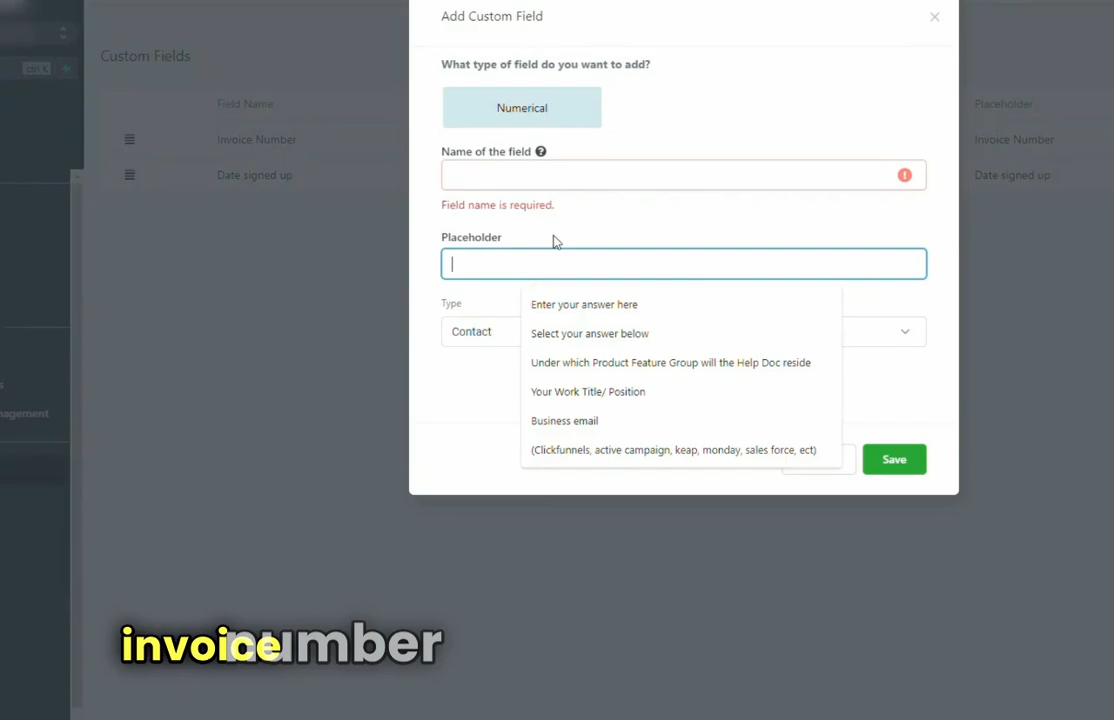 Add Custom Field
Custom Fields
What type of field do you want to add?
ctrl K
Numerical
Field Name
Placeholder
Invoice Number
Invoice Number
Name of the field
Date signed up
Date signed up
Field name is required.
Placeholder
Type
Enter your answer here
Contact
Select your answer below
Under which Product Feature Group will the Help Doc reside
Your Work Title/ Position
Business email
(Clickfunnels, active campaign, keap, monday, sales force, ect)
Save
invoice number